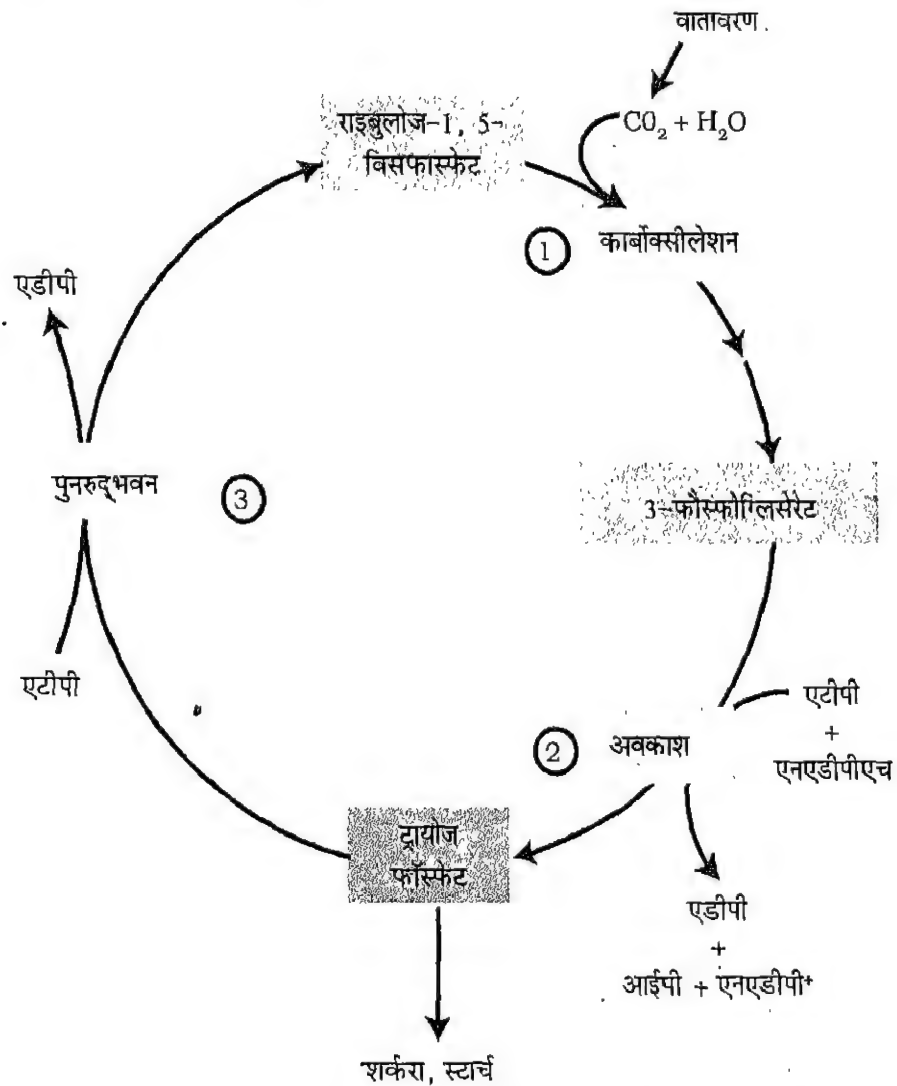 वातावरण
CO₂ + H₂O
राइबुलोज-1, 5-
विसफास्फेट
1 कार्बोक्सीलेशन
एडीपी
पुनरुद्भवन
3
3-फौस्फोग्लिसेरेट
एटीपी
2 अवकाश
एटीपी
+
एनएडीपीएच
ट्रायोज
फॉस्फेट
एडीपी
+
आईपी + एनएडीपी⁺
शर्करा, स्टार्च